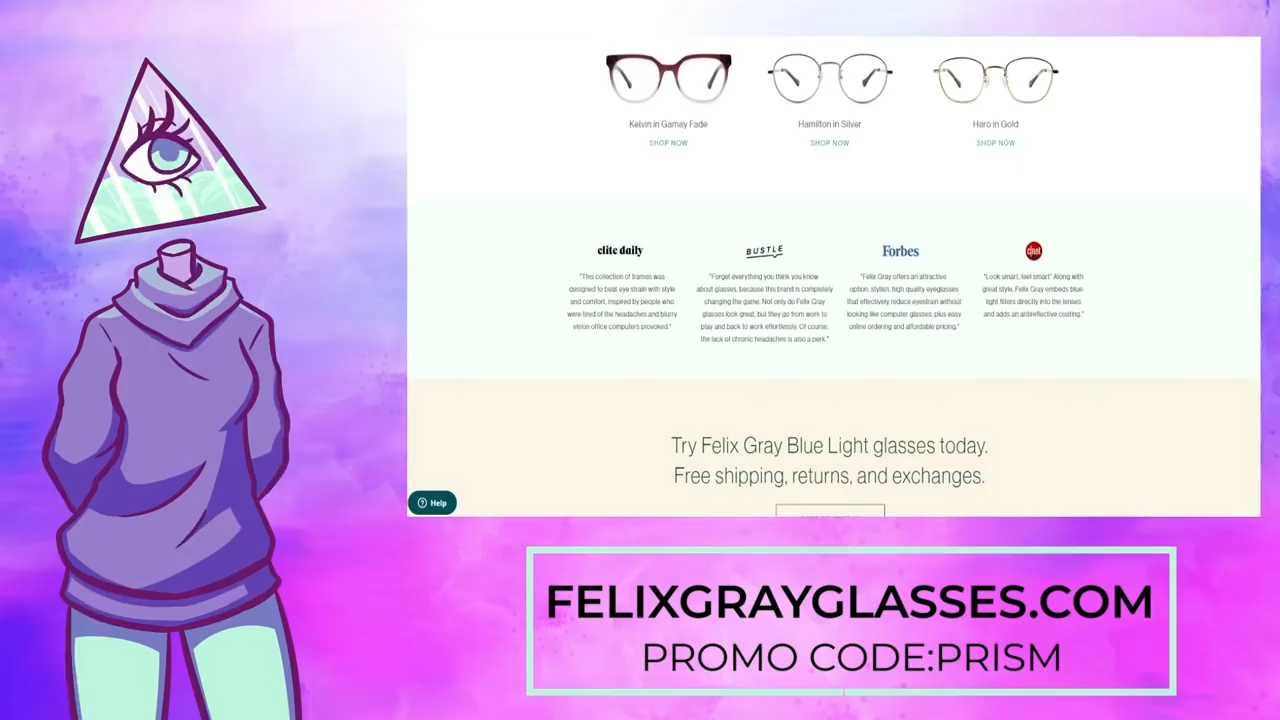 Kelvin in Gamay Fade
Hamilton in Silver
Haro in Gold
SHOP NOW
SHOP NOW
SHOP NOW
elite daily
"This collection of frames was
designed to beat eye strain with style
and comfort, inspired by people who
were tired of the headaches and blurry
vision office computers provoked."
BUSTLE
"Forget everything you think you know
about glasses, because this brand is completely
changing the game. Not only do Felix Gray
glasses look great, but they go from work to
play and back to work effortlessly. Of course,
the lack of chronic headaches is also a perk."
Forbes
"Felix Gray offers an attractive
option: stylish, high quality eyeglasses
that effectively reduce eyestrain without
looking like computer glasses, plus easy
online ordering and affordable pricing."
c|net
"Look smart, feel smart" Along with
great style, Felix Gray embeds blue-
light filters directly into the lenses
and adds an antireflective coating."
Try Felix Gray Blue Light glasses today.
Free shipping, returns, and exchanges.
Help
FELIXGRAYGLASSES.COM
PROMO CODE:PRISM